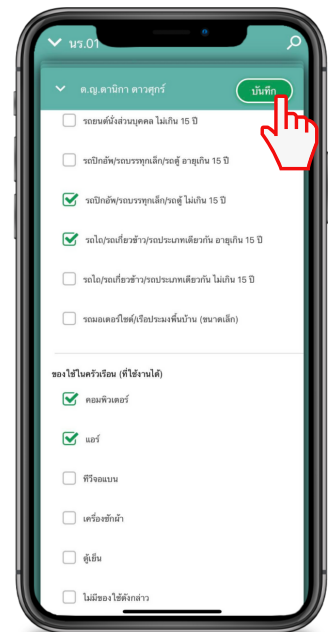 นร.01
ด.ญ.ดานิกา ดาวศุกร์
บันทึก
รถยนต์นั่งส่วนบุคคล ไม่เกิน 15 ปี
รถปิกอัพ/รถบรรทุกเล็ก/รถตู้ อายุเกิน 15 ปี
รถปิกอัพ/รถบรรทุกเล็ก/รถตู้ ไม่เกิน 15 ปี
รถไถ/รถเกี่ยวข้าว/รถประเภทเดียวกัน อายุเกิน 15 ปี
รถไถ/รถเกี่ยวข้าว/รถประเภทเดียวกัน ไม่เกิน 15 ปี
รถมอเตอร์ไซต์/เรือประมงพื้นบ้าน (ขนาดเล็ก)
ของใช้ในครัวเรือน (ที่ใช้งานได้)
คอมพิวเตอร์
แอร์
ทีวีจอแบน
เครื่องซักผ้า
ตู้เย็น
ไม่มีของใช้ดังกล่าว